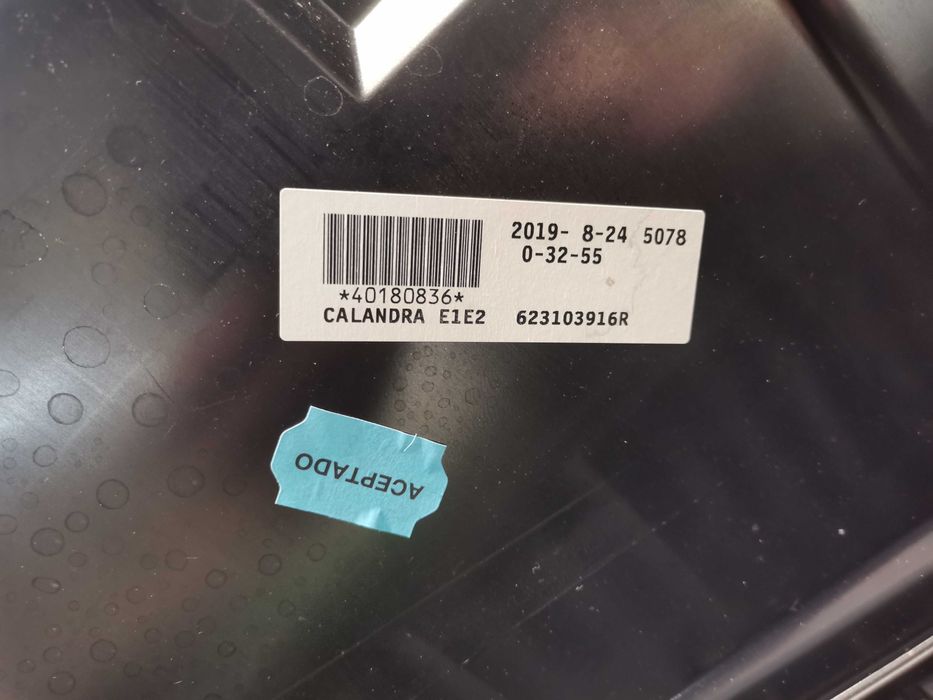 2019- 8-24 5078
0-32-55
*40180836*
CALANDRA E1E2 623103916R
ACEPTADO